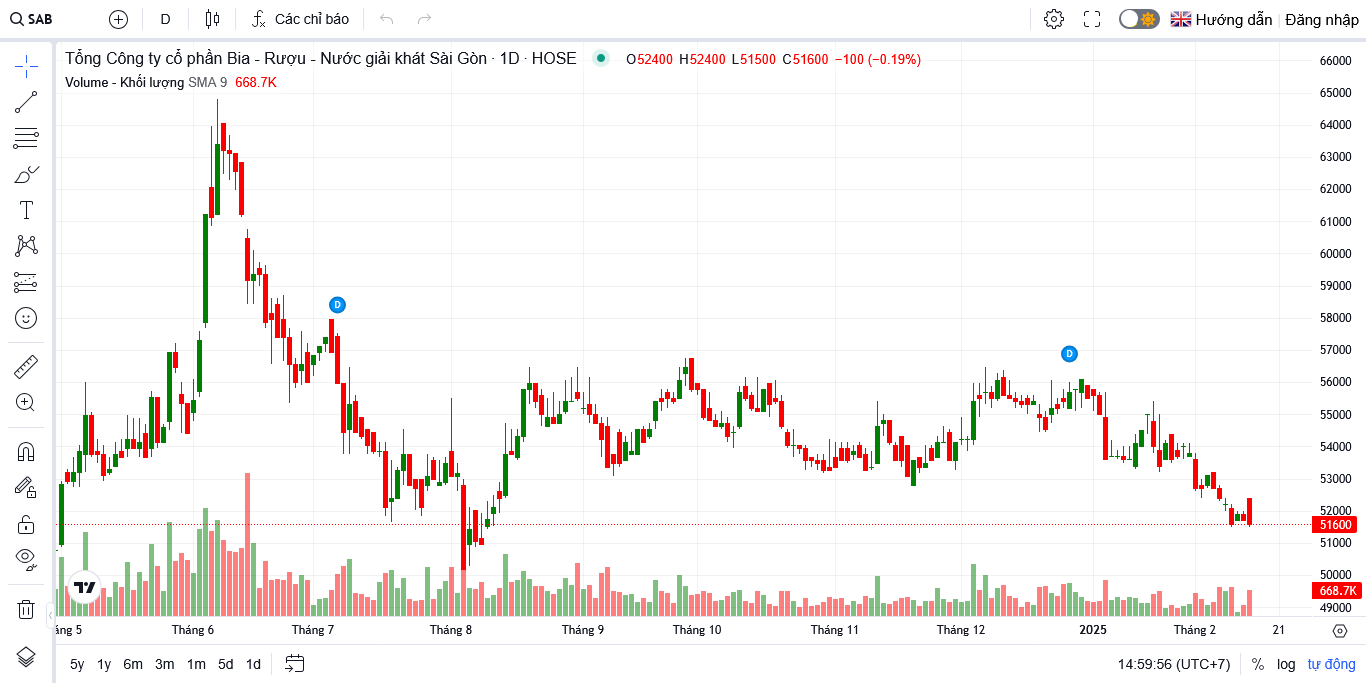 SAB D Các chỉ báo Hướng dẫn Đăng nhập
Tổng Công ty cổ phần Bia - Rượu - Nước giải khát Sài Gòn · 1D · HOSE O52400 H52400 L51500 C51600 −100 (−0.19%)
Volume - Khối lượng SMA 9 668.7K
66000
65000
64000
63000
62000
61000
60000
59000
58000
57000
56000
55000
54000
53000
52000
51600
51000
50000
668.7K
49000
D
D
áng 5 Tháng 6 Tháng 7 Tháng 8 Tháng 9 Tháng 10 Tháng 11 Tháng 12 2025 Tháng 2 21
5y 1y 6m 3m 1m 5d 1d 14:59:56 (UTC+7) % log tự động